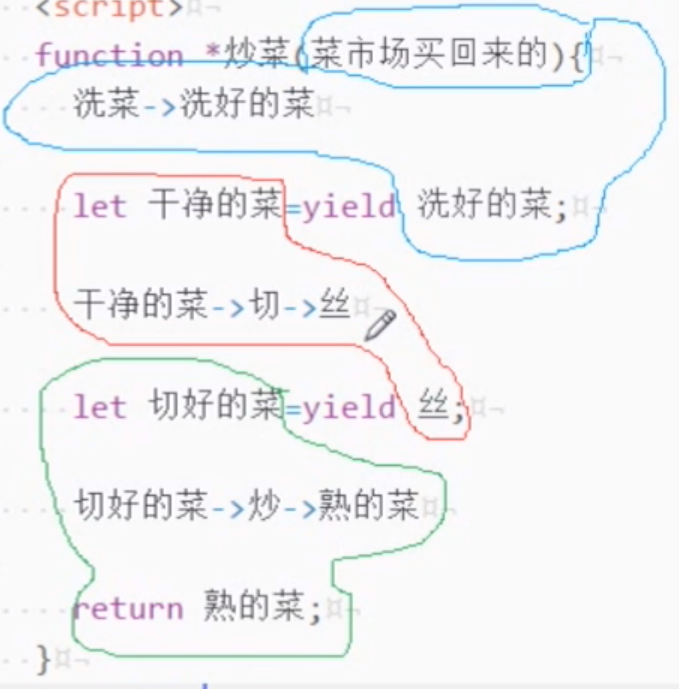 <script>
function *炒菜(菜市场买回来的){
洗菜->洗好的菜
let 干净的菜=yield 洗好的菜;
干净的菜->切->丝
let 切好的菜=yield 丝;
切好的菜->炒->熟的菜
return 熟的菜;
}